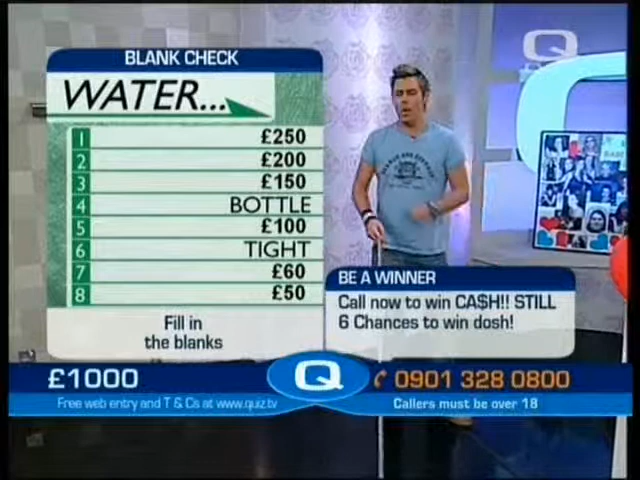 Q
BLANK CHECK
WATER...
1 £250
2 £200
3 £150
4 BOTTLE
5 £100
6 TIGHT
7 £60
8 £50
Fill in
the blanks
BE A WINNER
Call now to win CA$H!! STILL
6 Chances to win dosh!
£1000
Q
0901 328 0800
Free web entry and T & Cs at www.quiz.tv
Callers must be over 18